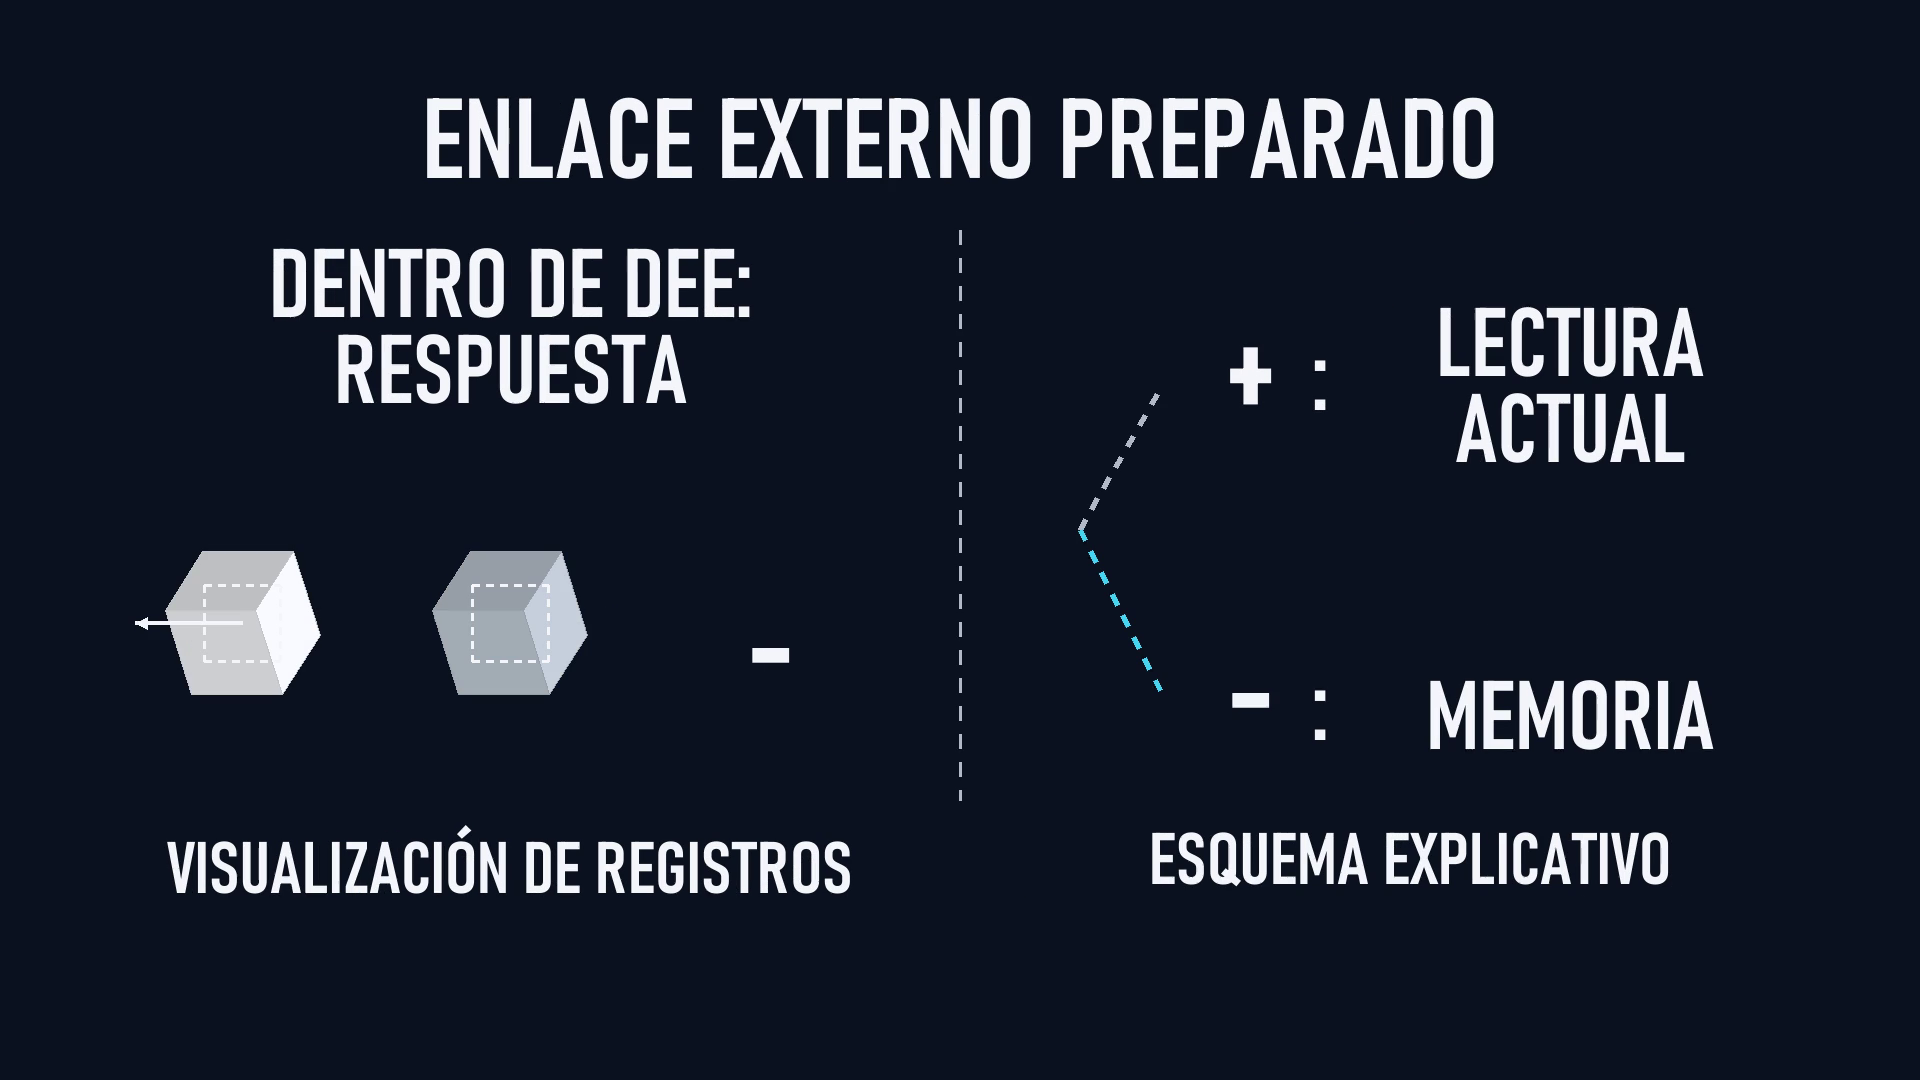 ENLACE EXTERNO PREPARADO
DENTRO DE DEE:
RESPUESTA
-
VISUALIZACIÓN DE REGISTROS
+ : LECTURA
ACTUAL
- : MEMORIA
ESQUEMA EXPLICATIVO